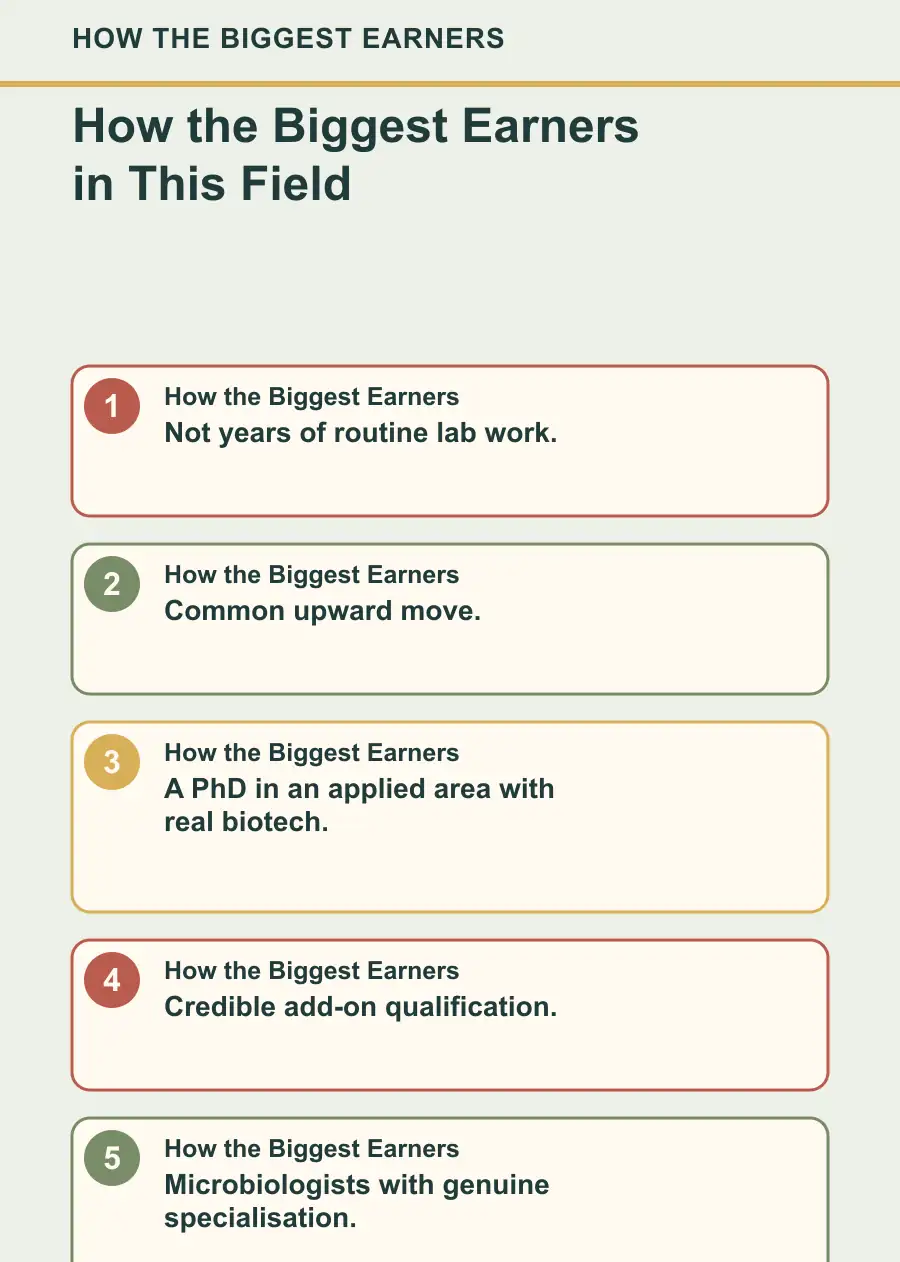 HOW THE BIGGEST EARNERS
How the Biggest Earners
in This Field
1
How the Biggest Earners
Not years of routine lab work.
2
How the Biggest Earners
Common upward move.
3
How the Biggest Earners
A PhD in an applied area with
real biotech.
4
How the Biggest Earners
Credible add-on qualification.
5
How the Biggest Earners
Microbiologists with genuine
specialisation.